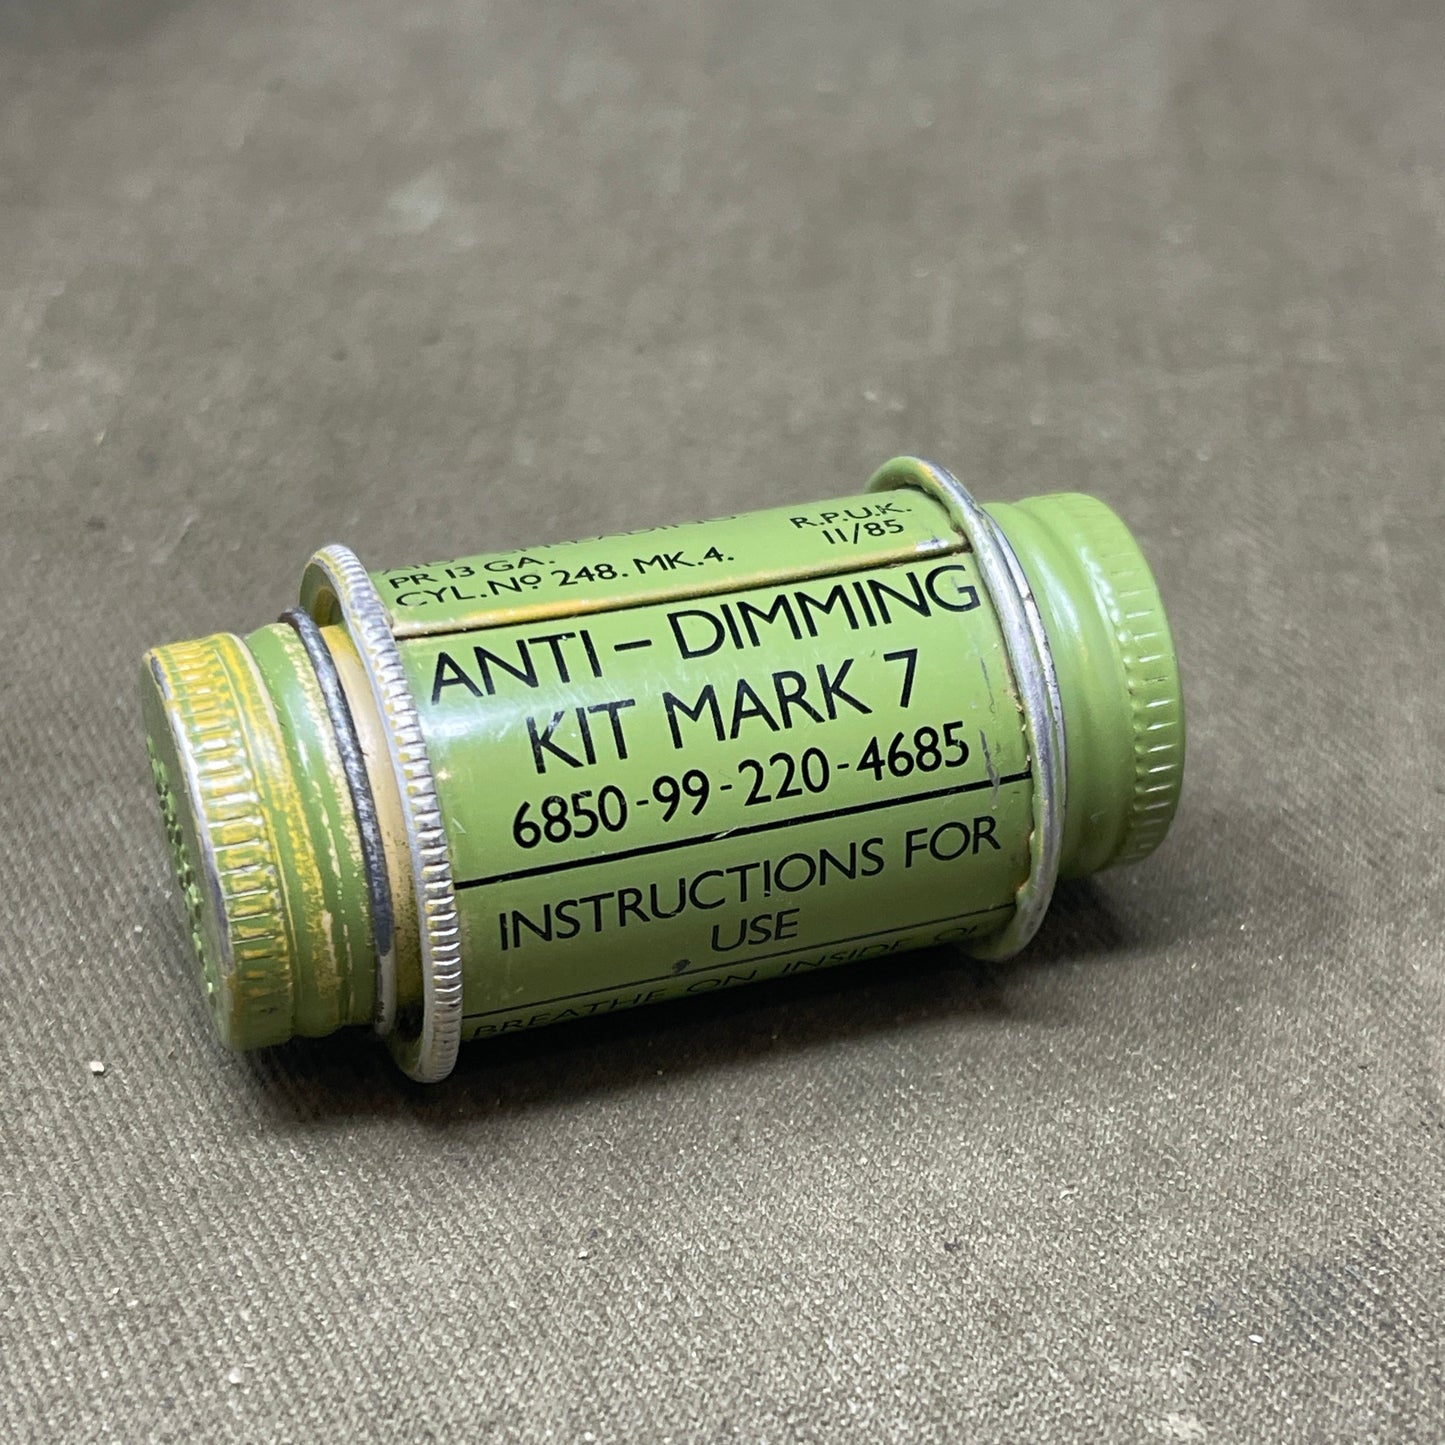 PR 13 GA.
CYL. Nº 248. MK.4.
R.P.U.K.
11/85
ANTI – DIMMING
KIT MARK 7
6850-99-220-4685
INSTRUCTIONS FOR
USE
BREATHE ON INSIDE OF